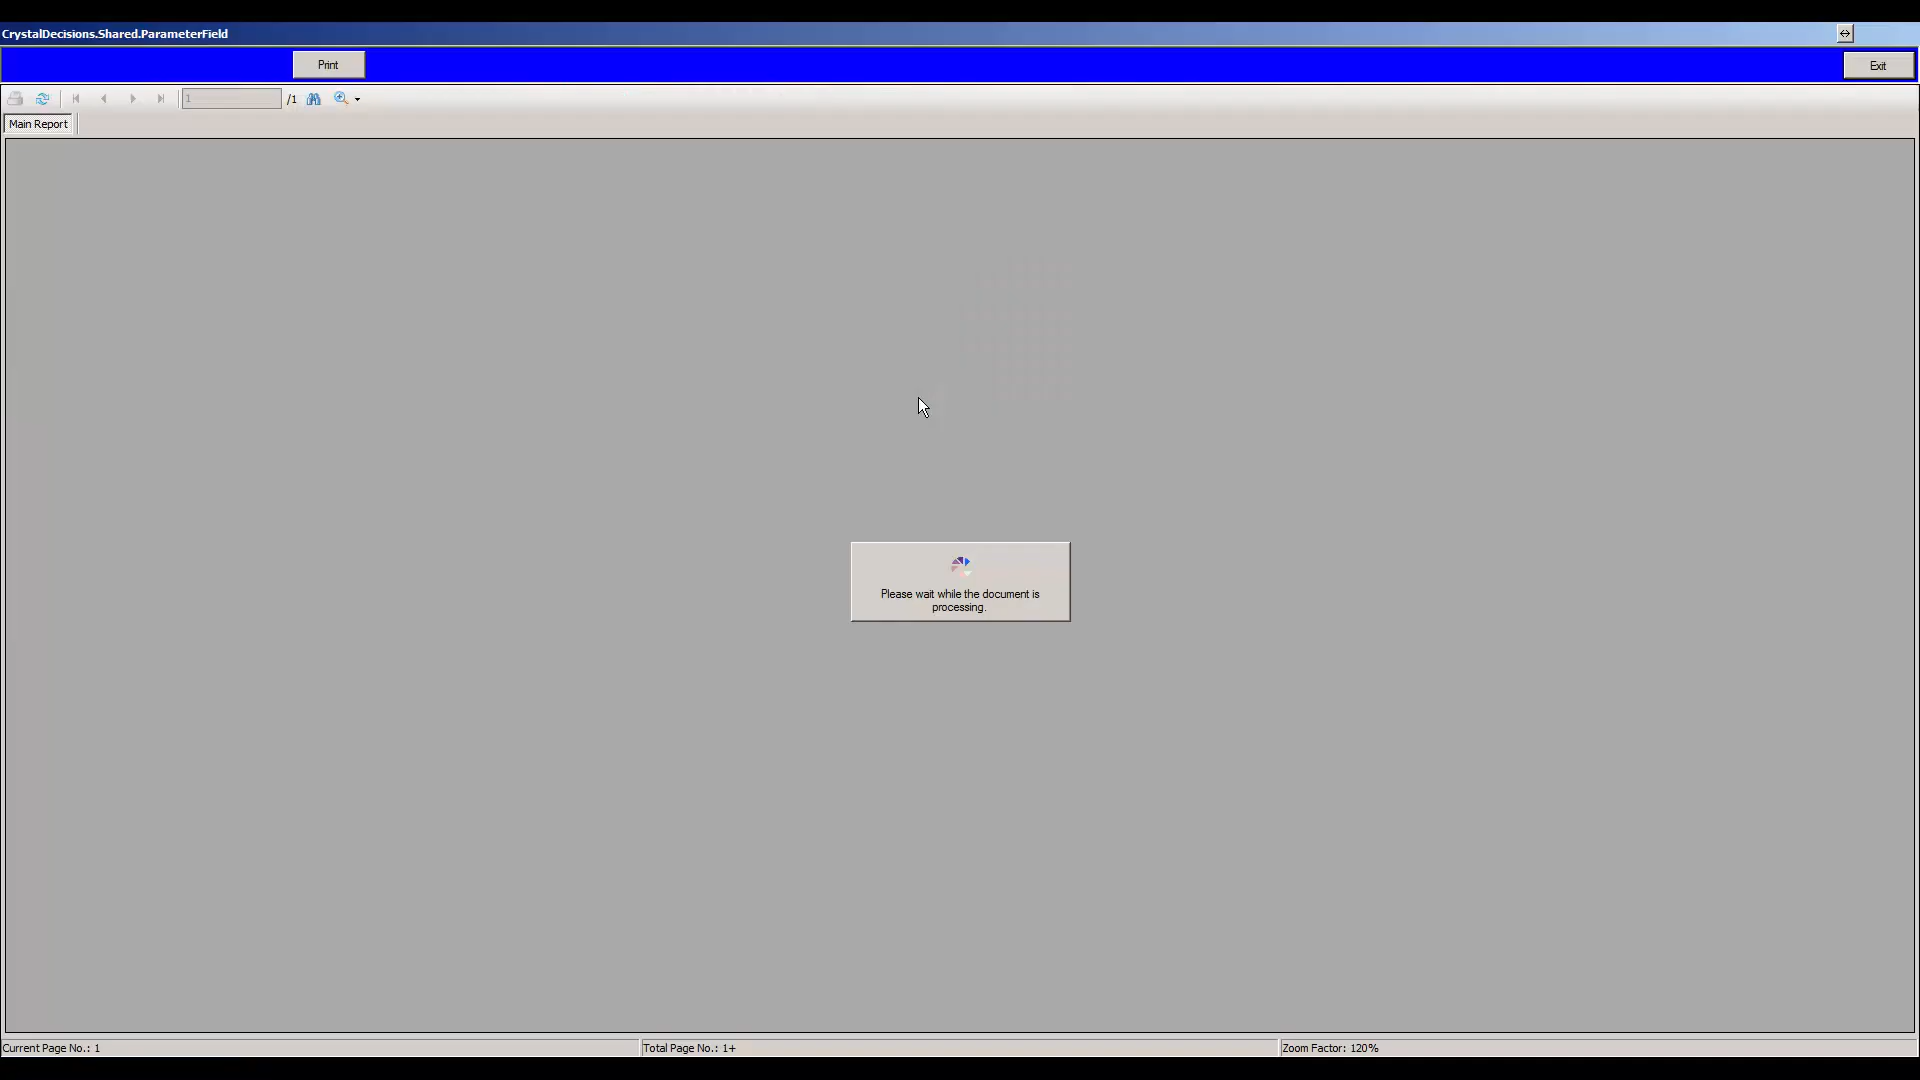 CrystalDecisions.Shared.ParameterField
Print
Exit
1
/1
Main Report
Please wait while the document is
processing.
Current Page No.: 1
Total Page No.: 1+
Zoom Factor: 120%